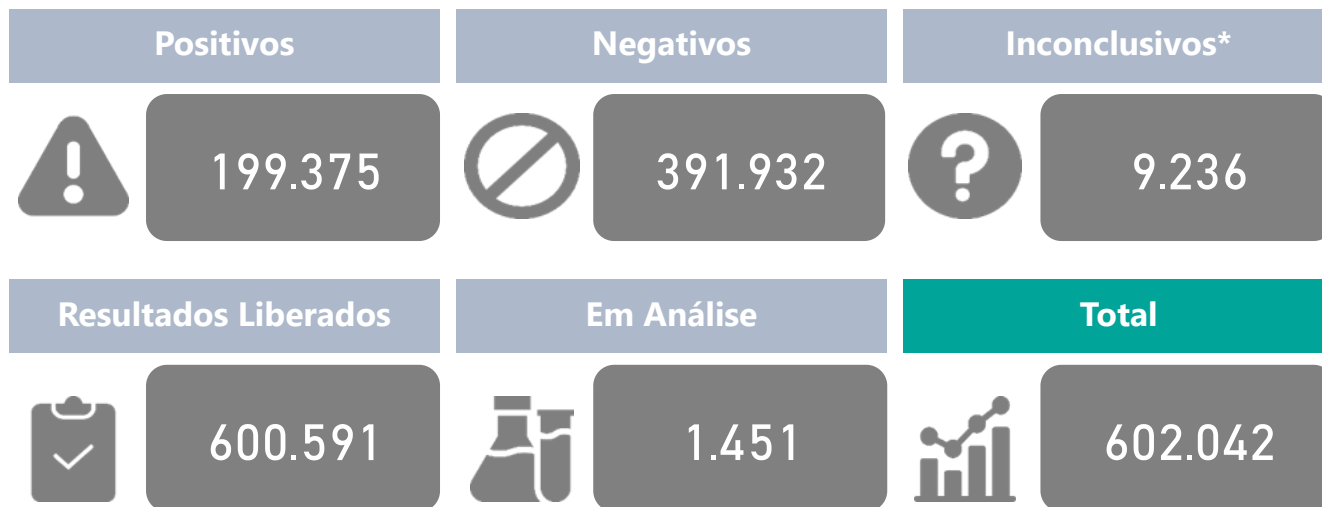 Positivos
Negativos
Inconclusivos*
199.375
391.932
9.236
Resultados Liberados
Em Análise
Total
600.591
1.451
602.042